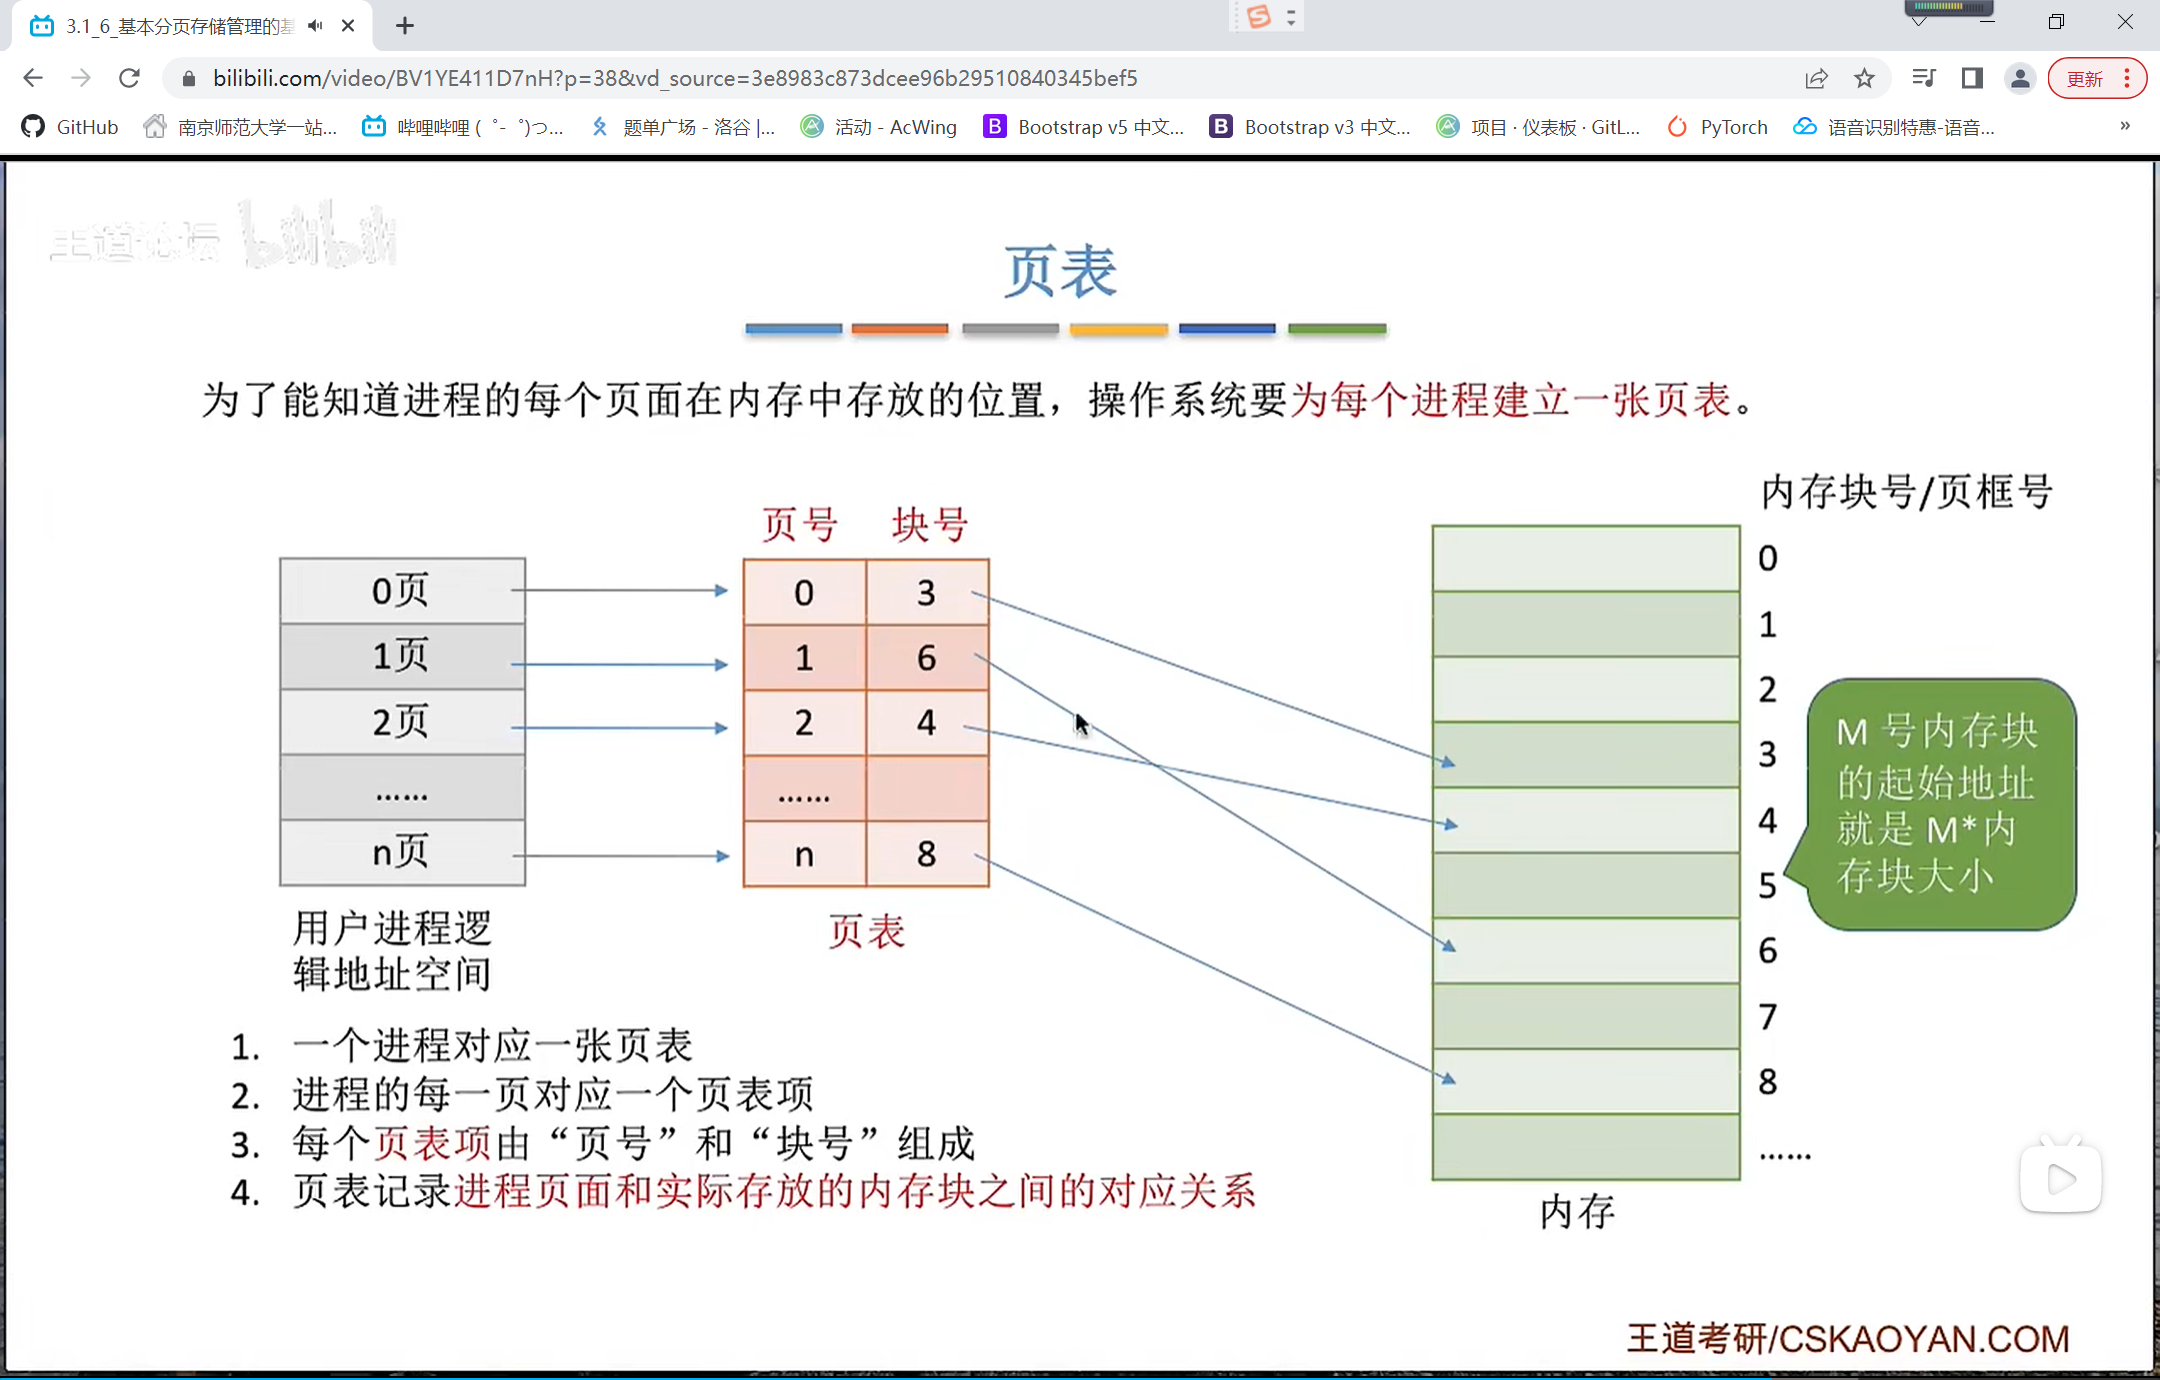 3.1_6_基本分页存储管理的基
bilibili.com/video/BV1YE411D7nH?p=38&vd_source=3e8983c873dcee96b29510840345bef5
更新
GitHub
南京师范大学一站...
哔哩哔哩 (゜-゜)つ...
题单广场 - 洛谷 |...
活动 - AcWing
Bootstrap v5 中文...
Bootstrap v3 中文...
项目 · 仪表板 · GitL...
PyTorch
语音识别特惠-语音...
»
王道论坛 bilibili
页表
为了能知道进程的每个页面在内存中存放的位置，操作系统要为每个进程建立一张页表。
内存块号/页框号
页号 块号
0页 0 3
1页 1 6
2页 2 4
...... ......
n页 n 8
用户进程逻
辑地址空间
页表
0
1
2
3
4
5
6
7
8
......
内存
M 号内存块
的起始地址
就是 M*内
存块大小
1. 一个进程对应一张页表
2. 进程的每一页对应一个页表项
3. 每个页表项由“页号”和“块号”组成
4. 页表记录进程页面和实际存放的内存块之间的对应关系
王道考研/CSKAOYAN.COM